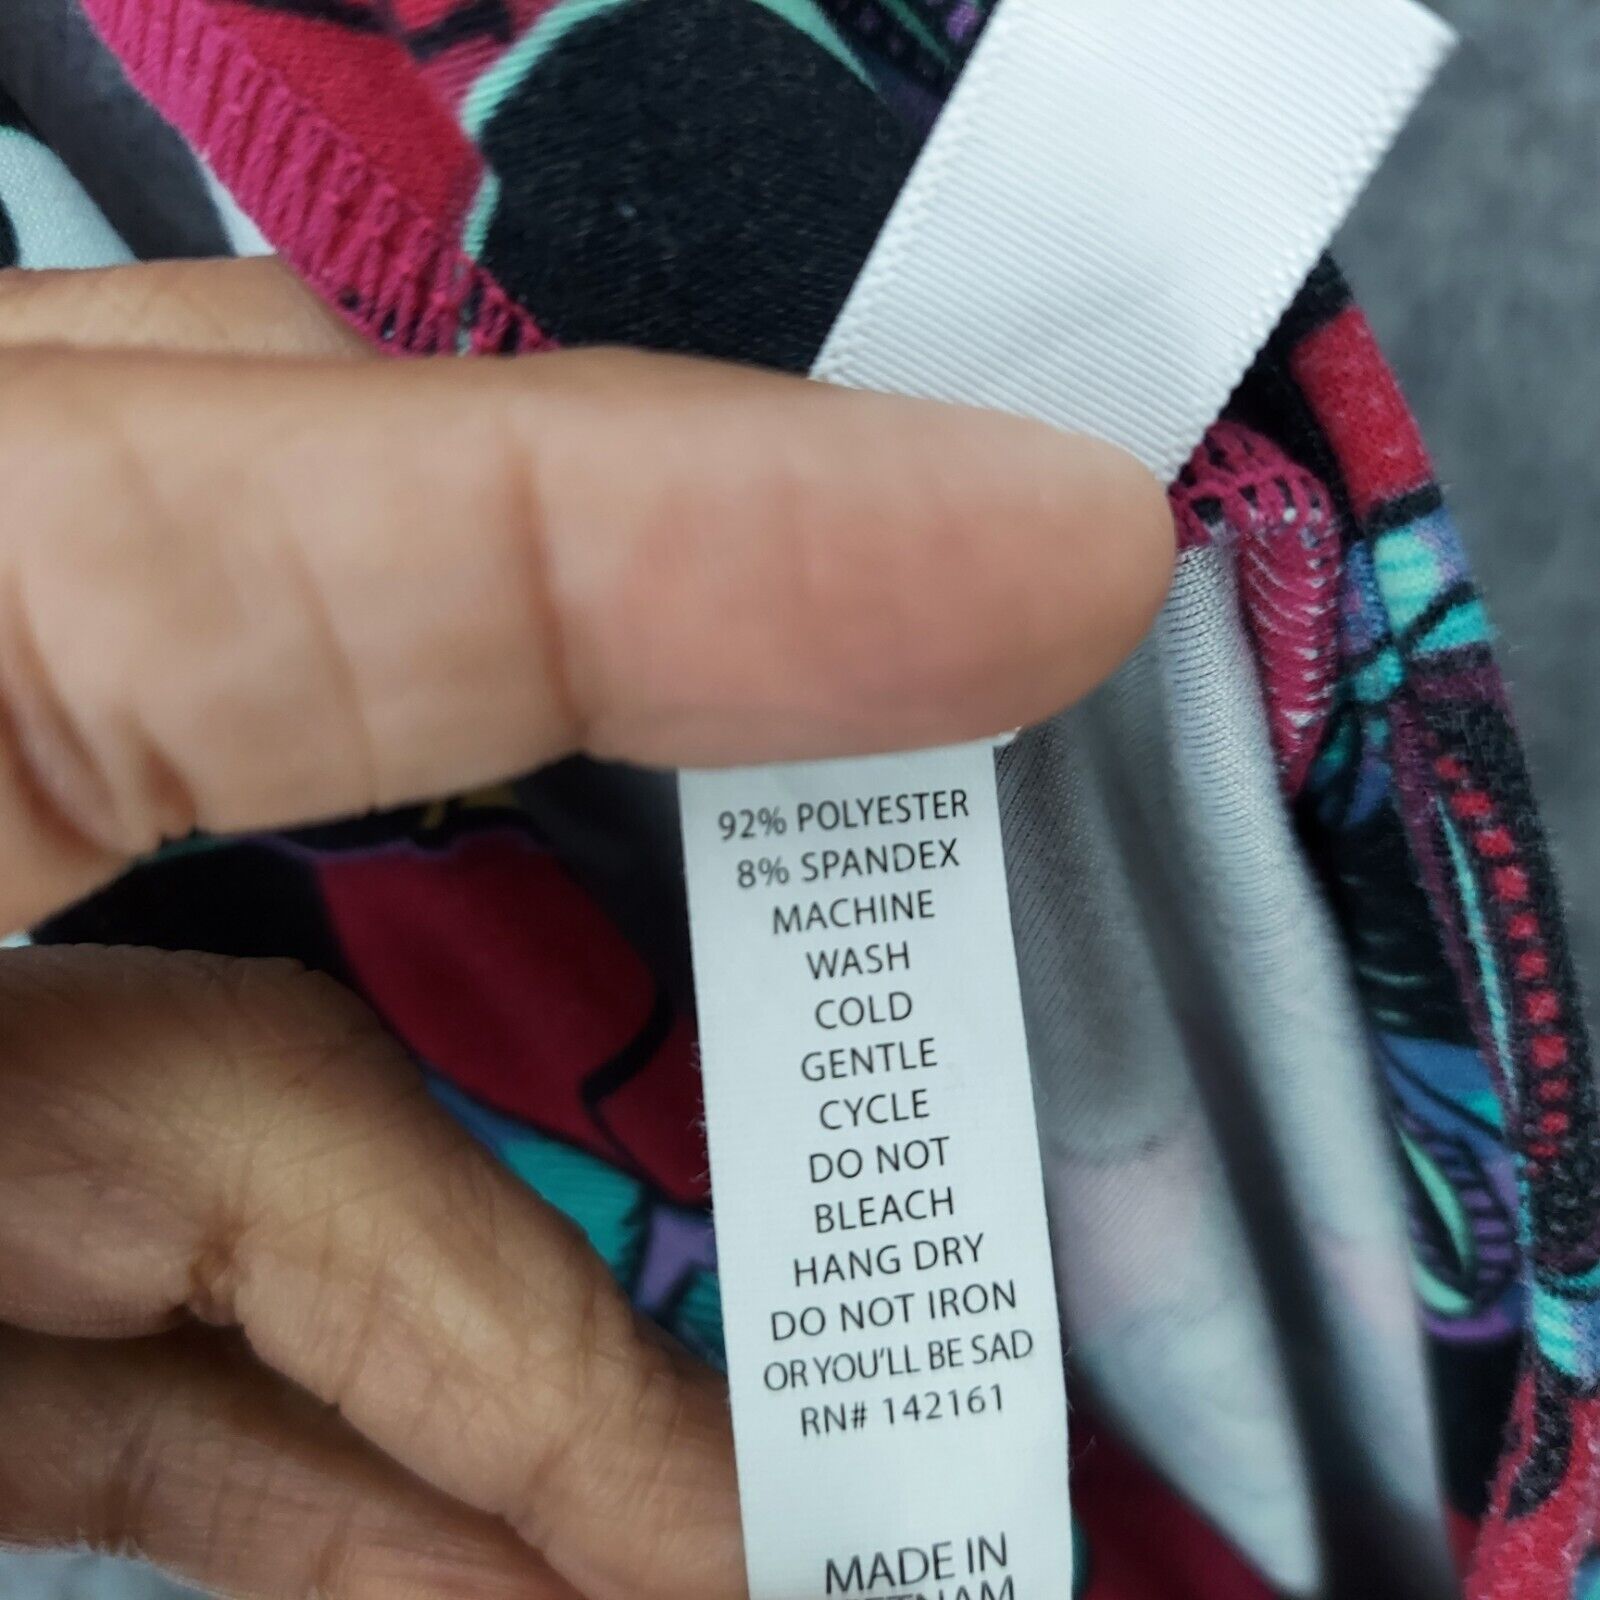 92% POLYESTER
8% SPANDEX
MACHINE
WASH
COLD
GENTLE
CYCLE
DO NOT
BLEACH
HANG DRY
DO NOT IRON
OR YOU'LL BE SAD
RN# 142161
MADE IN
VIETNAM